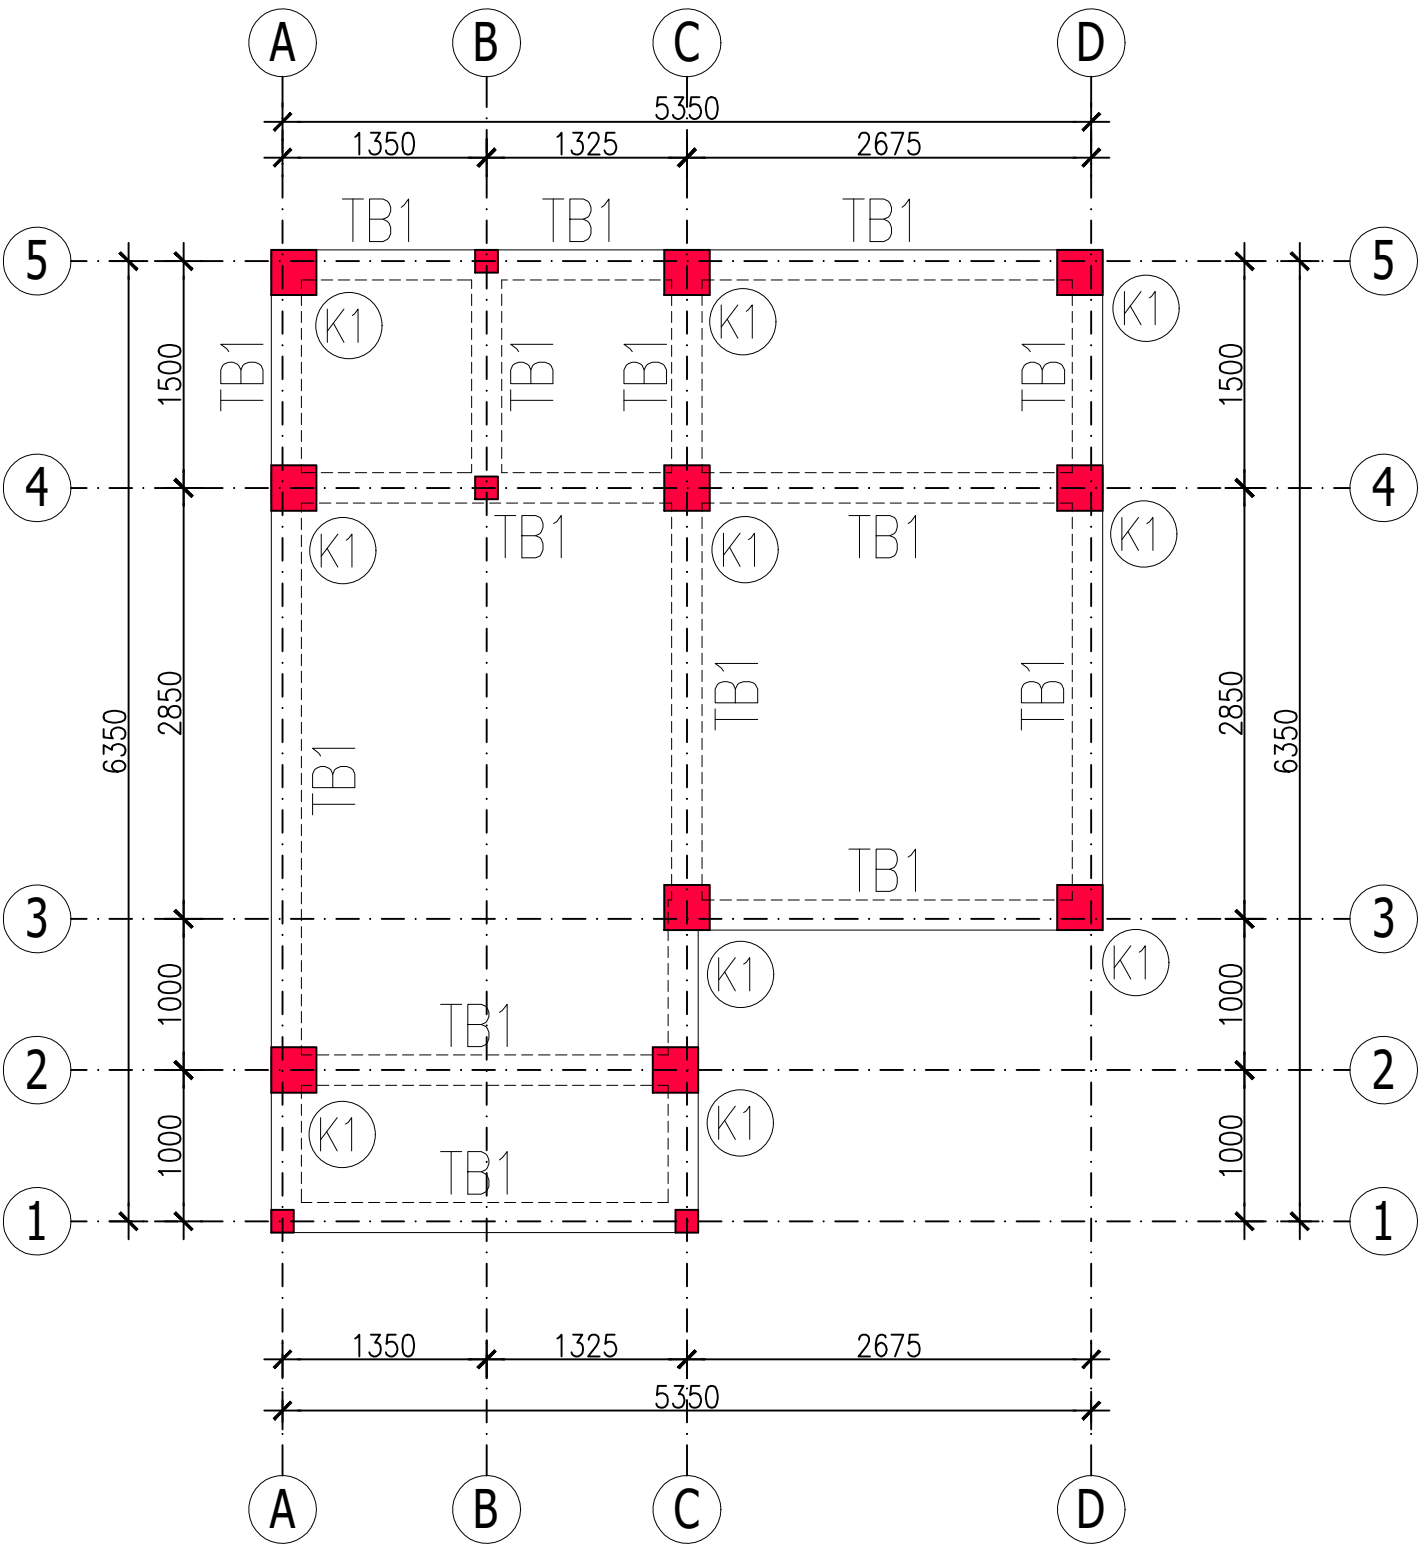 A B C D
5350
1350 1325 2675
TB1 TB1 TB1
5 5
K1 K1 K1
1500 TB1 TB1 TB1 TB1 1500
4 4
TB1 TB1
K1 K1 K1
2850 TB1 TB1 2850
6350 TB1 6350
TB1
3 3
K1 K1
1000 1000
TB1
2 2
K1 K1
1000 TB1 1000
1 1
1350 1325 2675
5350
A B C D